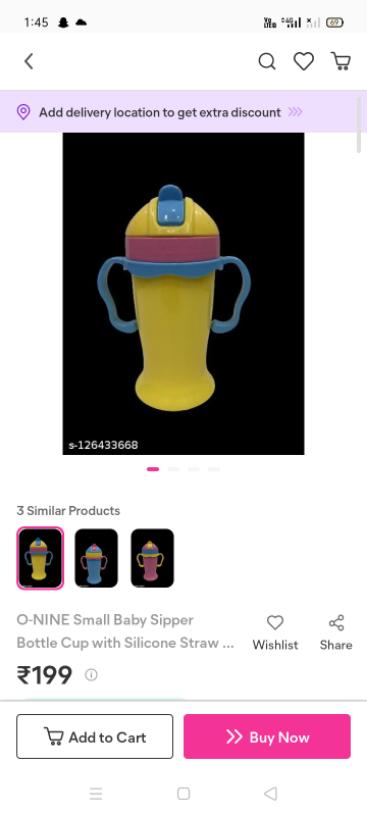 1:45
69
Add delivery location to get extra discount
s-126433668
3 Similar Products
O-NINE Small Baby Sipper
Bottle Cup with Silicone Straw ...
Wishlist
Share
₹199
Add to Cart
Buy Now